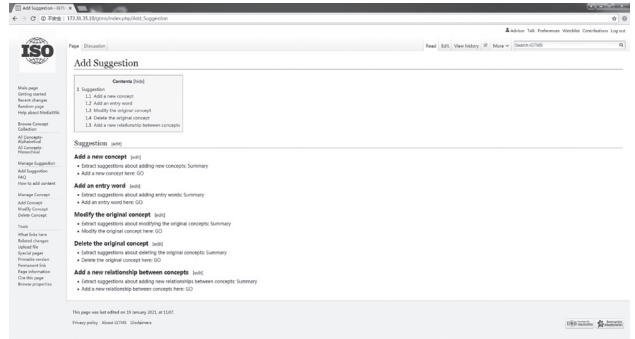 Add Suggestion - GTMS
172.31.35.10/gtms/index.php/Add_Suggestion
Advisor Talk Preferences Watchlist Contributions Log out
ISO
Page Discussion
Read Edit View history More Search GTMS
Add Suggestion
Contents [hide]
1 Suggestion
1.1 Add a new concept
1.2 Add an entry word
1.3 Modify the original concept
1.4 Delete the original concept
1.5 Add a new relationship between concepts
Main page
Getting started
Recent changes
Random page
Help about MediaWiki
Browse Concept Collection
All Concepts-Alphabetical
All Concepts-Hierarchical
Manage Suggestion
Add Suggestion
FAQ
How to add content
Manage Concept
Add Concept
Modify Concept
Delete Concept
Tools
What links here
Related changes
Upload file
Special pages
Printable version
Permanent link
Page information
Cite this page
Browse properties
Suggestion [edit]
Add a new concept [edit]
• Extract suggestions about adding new concepts: Summary
• Add a new concept here: GO
Add an entry word [edit]
• Extract suggestions about adding entry words: Summary
• Add an entry word here: GO
Modify the original concept [edit]
• Extract suggestions about modifying the original concepts: Summary
• Modify the original concept here: GO
Delete the original concept [edit]
• Extract suggestions about deleting the original concepts: Summary
• Delete the original concept here: GO
Add a new relationship between concepts [edit]
• Extract suggestions about adding new relationships between concepts: Summary
• Add a new relationship between concepts here: GO
This page was last edited on 19 January 2021, at 11:07.
Privacy policy About GTMS Disclaimers